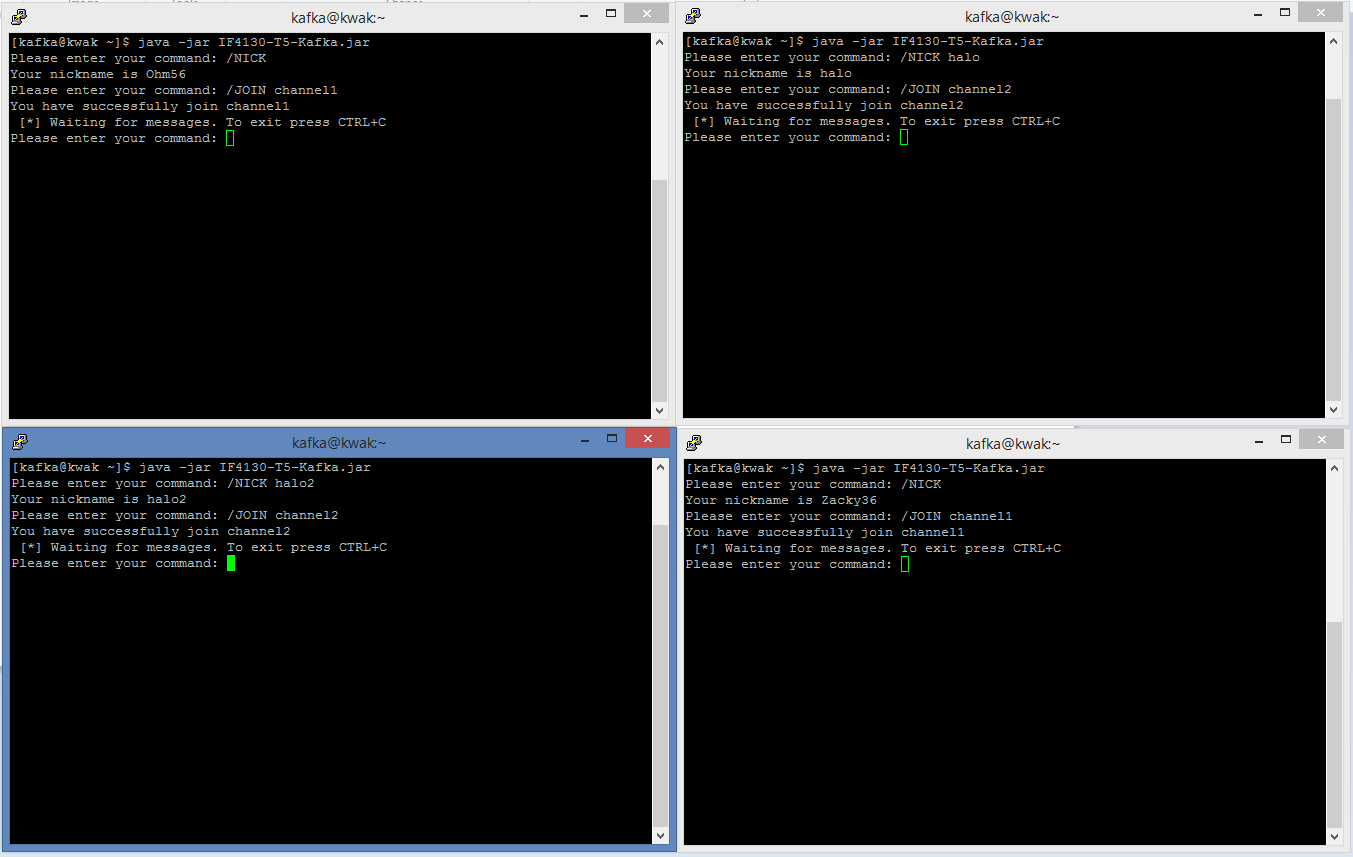 kafka@kwak:~
[kafka@kwak ~]$ java -jar IF4130-T5-Kafka.jar
Please enter your command: /NICK
Your nickname is Ohm56
Please enter your command: /JOIN channel1
You have successfully join channel1
[*] Waiting for messages. To exit press CTRL+C
Please enter your command:
kafka@kwak:~
[kafka@kwak ~]$ java -jar IF4130-T5-Kafka.jar
Please enter your command: /NICK halo
Your nickname is halo
Please enter your command: /JOIN channel2
You have successfully join channel2
[*] Waiting for messages. To exit press CTRL+C
Please enter your command:
kafka@kwak:~
[kafka@kwak ~]$ java -jar IF4130-T5-Kafka.jar
Please enter your command: /NICK halo2
Your nickname is halo2
Please enter your command: /JOIN channel2
You have successfully join channel2
[*] Waiting for messages. To exit press CTRL+C
Please enter your command:
kafka@kwak:~
[kafka@kwak ~]$ java -jar IF4130-T5-Kafka.jar
Please enter your command: /NICK
Your nickname is Zacky36
Please enter your command: /JOIN channel1
You have successfully join channel1
[*] Waiting for messages. To exit press CTRL+C
Please enter your command: